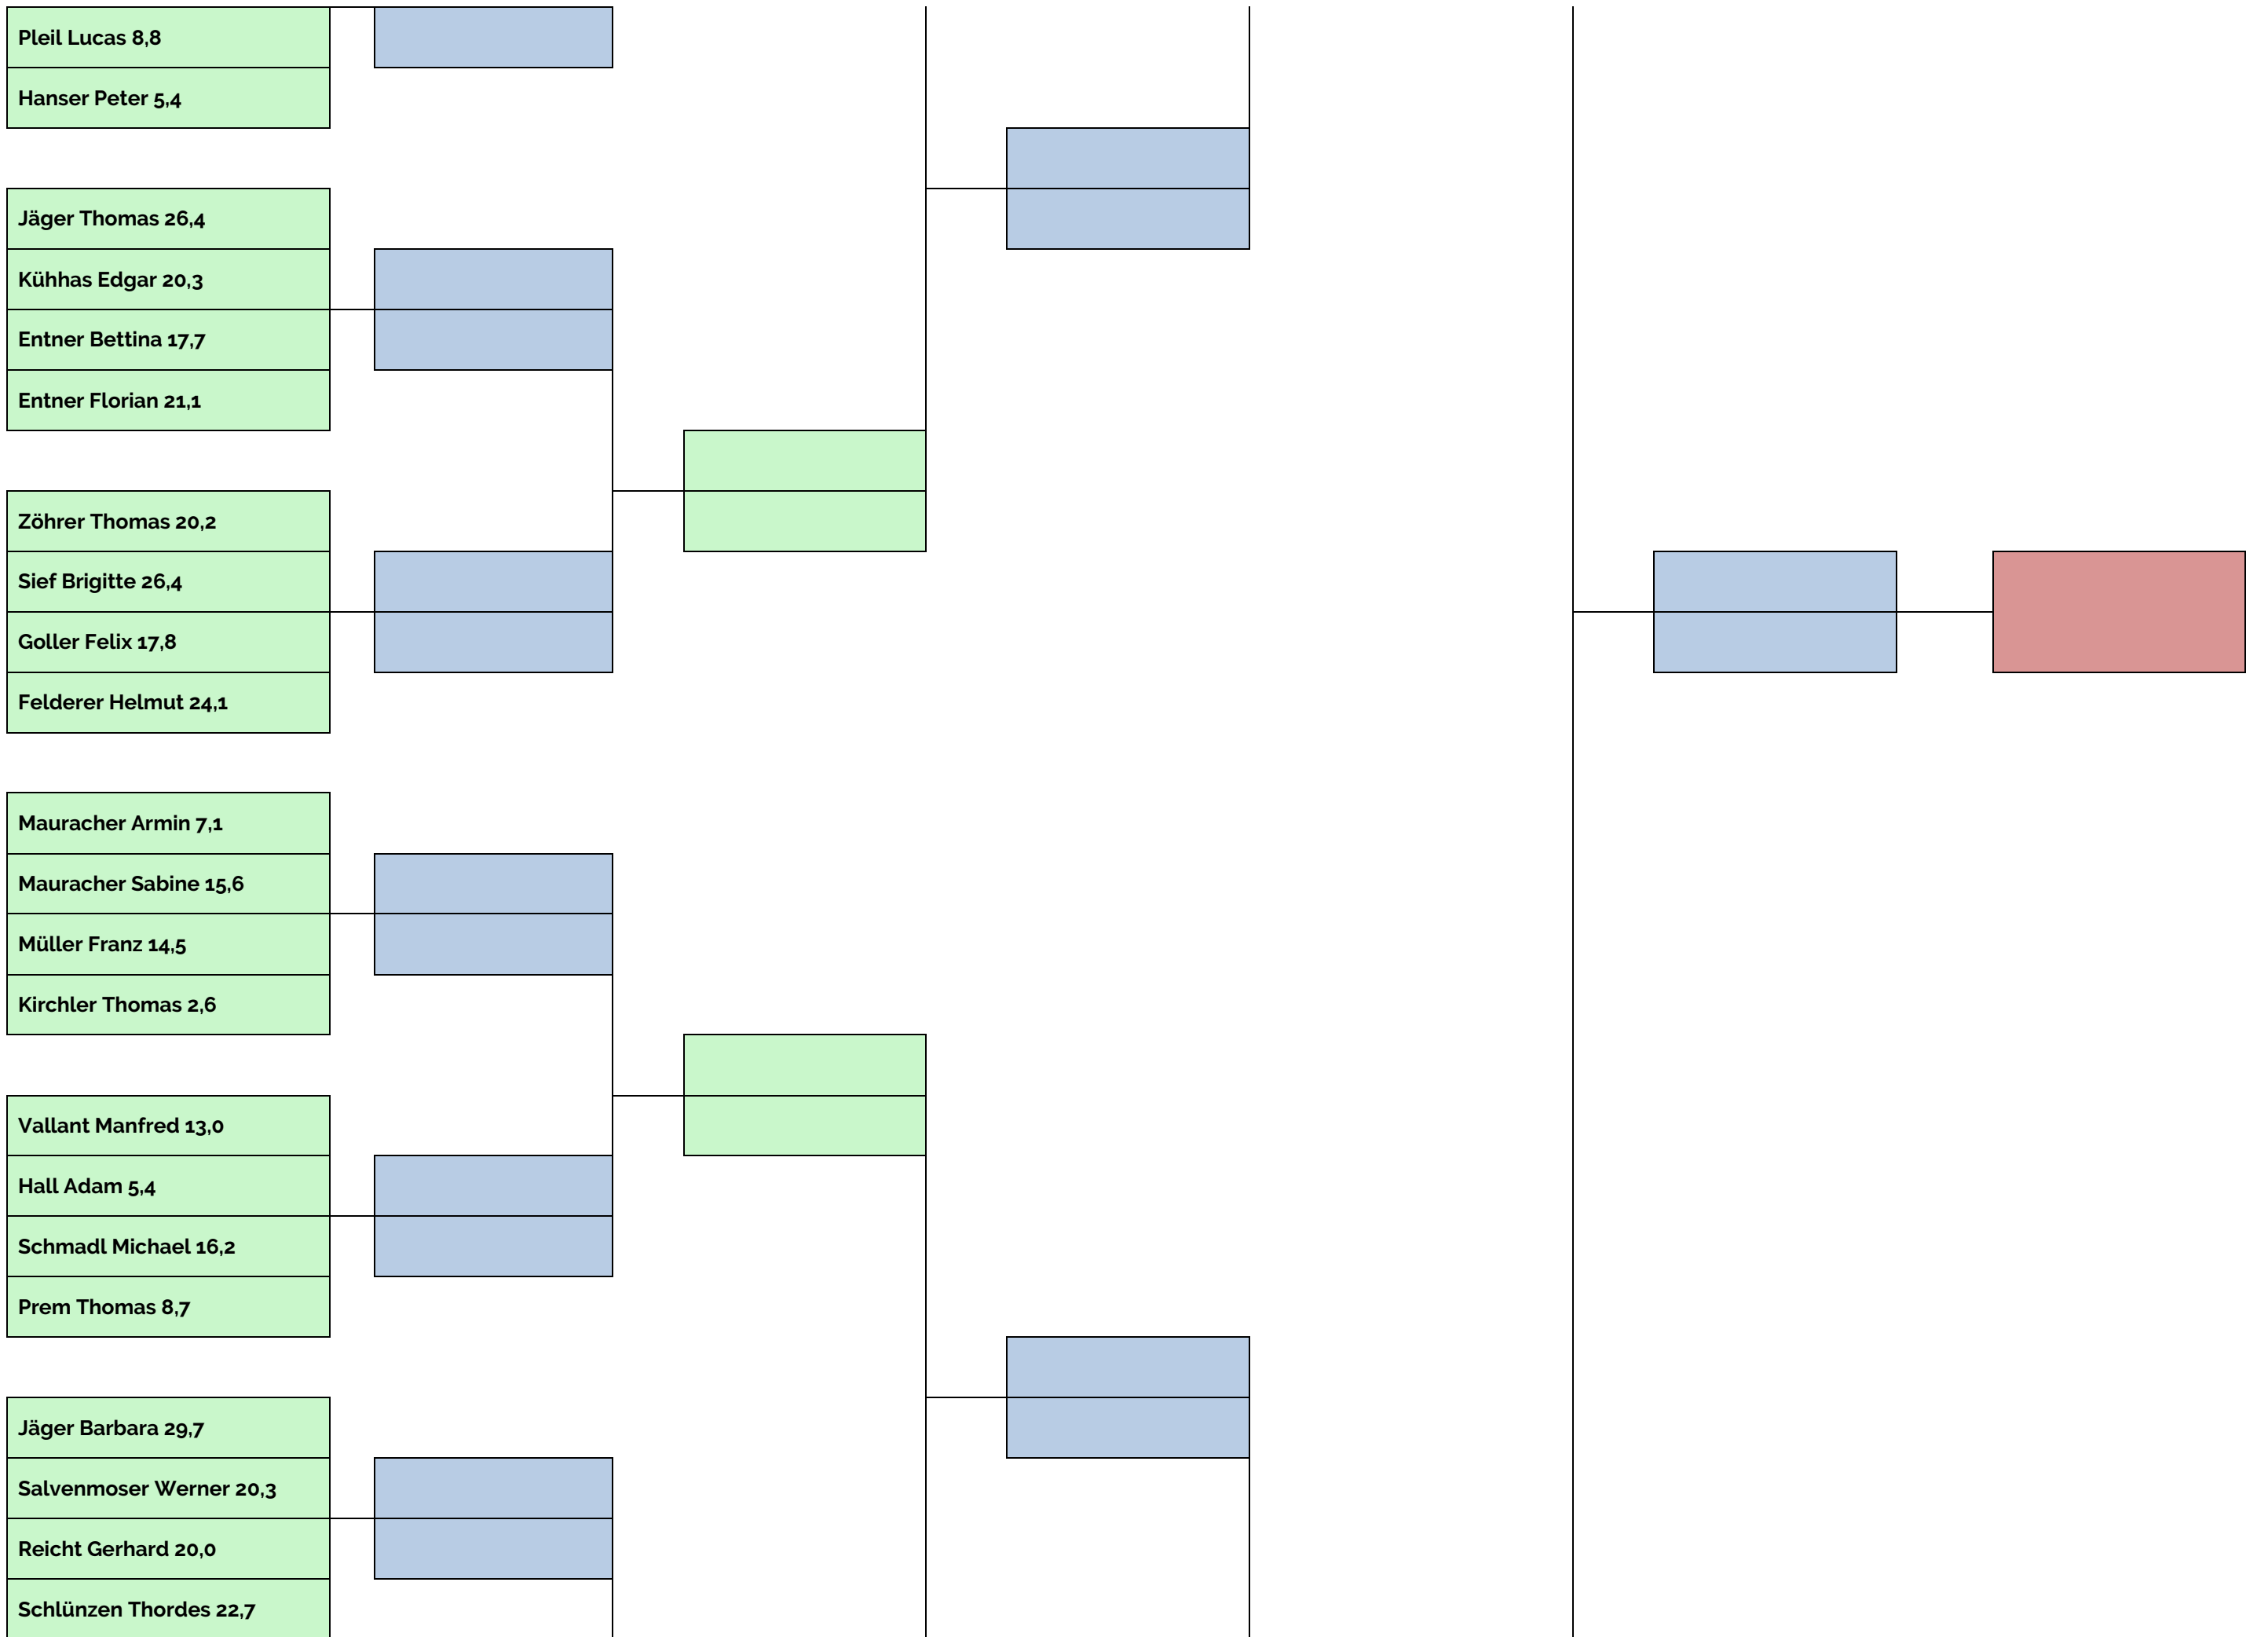 Pleil Lucas 8,8
Hanser Peter 5,4
Jäger Thomas 26,4
Kühhas Edgar 20,3
Entner Bettina 17,7
Entner Florian 21,1
Zöhrer Thomas 20,2
Sief Brigitte 26,4
Goller Felix 17,8
Felderer Helmut 24,1
Mauracher Armin 7,1
Mauracher Sabine 15,6
Müller Franz 14,5
Kirchler Thomas 2,6
Vallant Manfred 13,0
Hall Adam 5,4
Schmadl Michael 16,2
Prem Thomas 8,7
Jäger Barbara 29,7
Salvenmoser Werner 20,3
Reicht Gerhard 20,0
Schlünzen Thordes 22,7